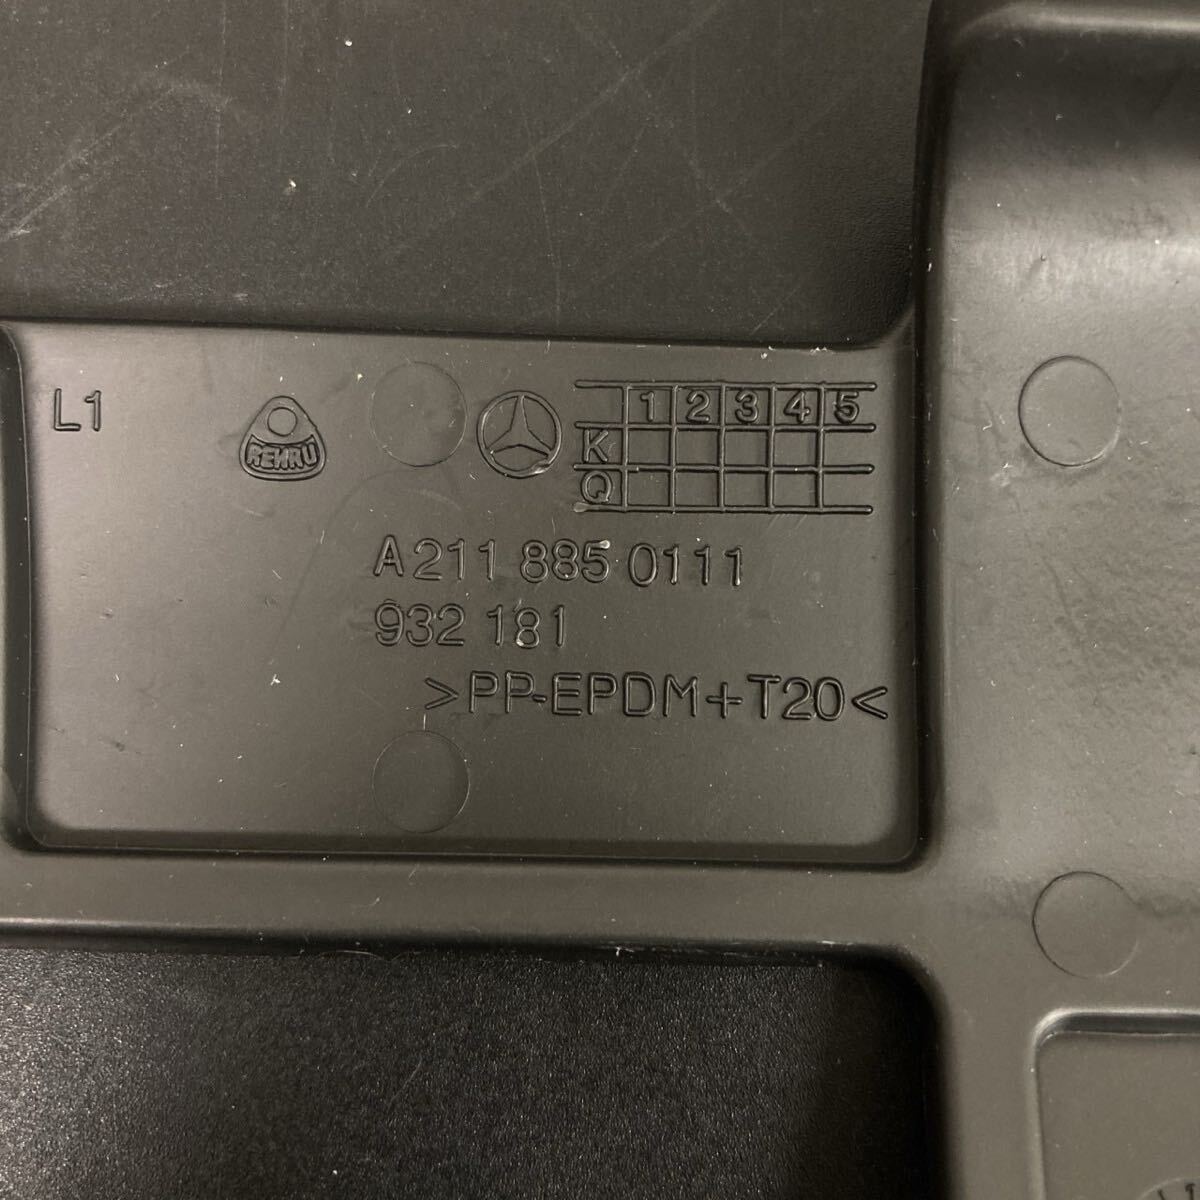 L1
REHAU
1 2 3 4 5
K
Q
A 211 885 0111
932 181
>PP-EPDM+T20<